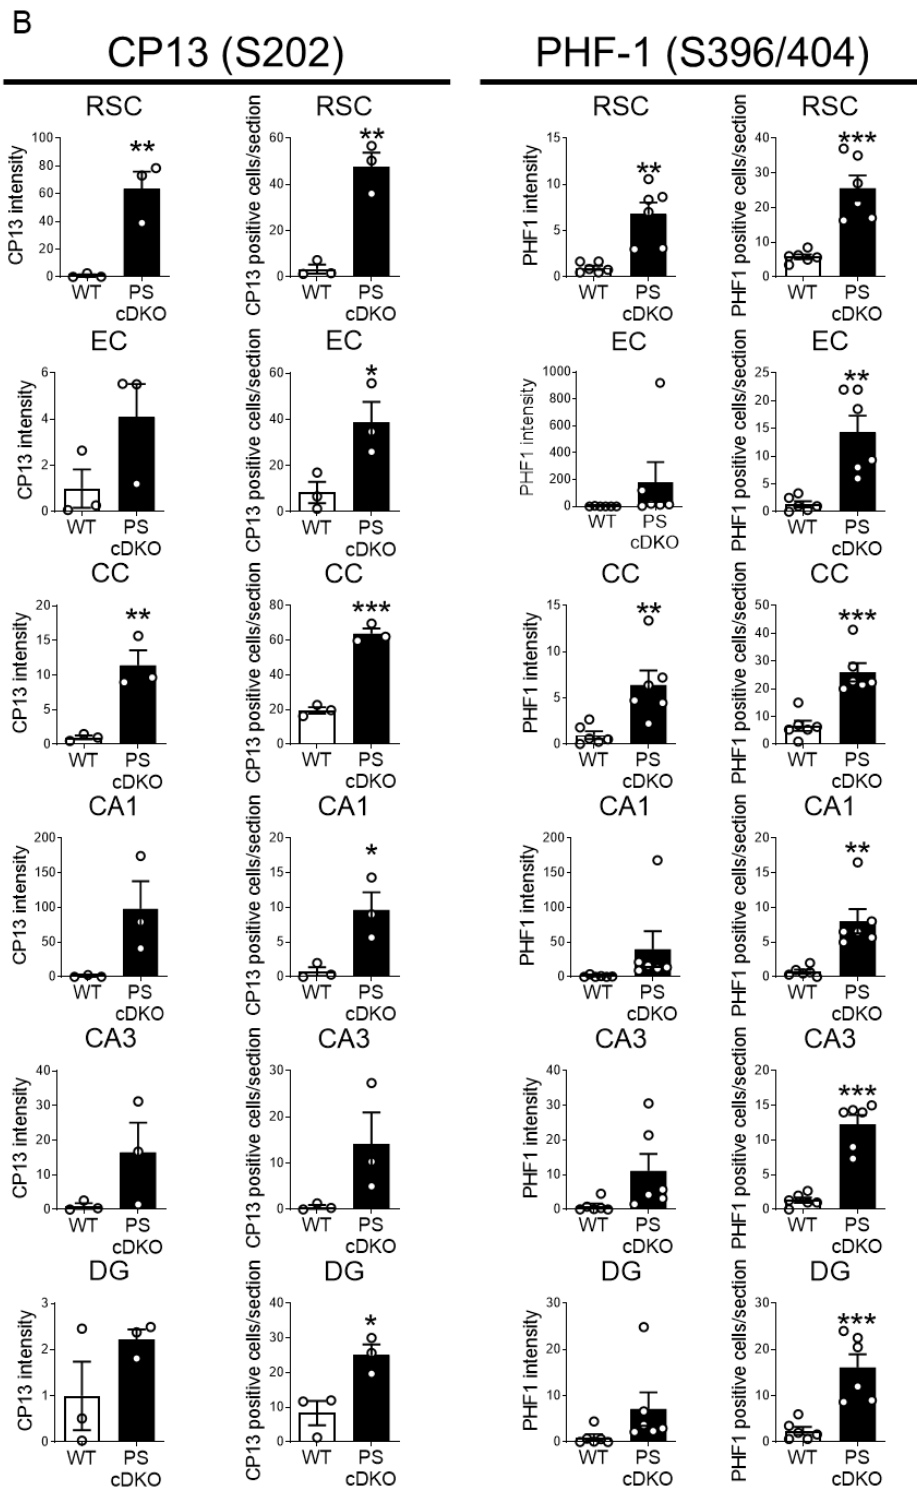 B
CP13 (S202)
PHF-1 (S396/404)
RSC
CP13 intensity
100
80
60
40
20
0
**
WT
PS
cDKO
RSC
CP13 positive cells/section
60
40
20
0
**
WT
PS
cDKO
RSC
PHF1 intensity
15
10
5
0
**
WT
PS
cDKO
RSC
PHF1 positive cells/section
40
30
20
10
0
***
WT
PS
cDKO
EC
CP13 intensity
6
4
2
0
WT
PS
cDKO
EC
CP13 positive cells/section
60
40
20
0
*
WT
PS
cDKO
EC
PHF1 intensity
1000
800
600
400
200
0
WT
PS
cDKO
EC
PHF1 positive cells/section
25
20
15
10
5
0
**
WT
PS
cDKO
CC
CP13 intensity
20
15
10
5
0
**
WT
PS
cDKO
CC
CP13 positive cells/section
80
60
40
20
0
***
WT
PS
cDKO
CC
PHF1 intensity
15
10
5
0
**
WT
PS
cDKO
CC
PHF1 positive cells/section
50
40
30
20
10
0
***
WT
PS
cDKO
CA1
CP13 intensity
200
150
100
50
0
WT
PS
cDKO
CA1
CP13 positive cells/section
20
15
10
5
0
*
WT
PS
cDKO
CA1
PHF1 intensity
200
150
100
50
0
WT
PS
cDKO
CA1
PHF1 positive cells/section
20
15
10
5
0
**
WT
PS
cDKO
CA3
CP13 intensity
40
30
20
10
0
WT
PS
cDKO
CA3
CP13 positive cells/section
30
20
10
0
WT
PS
cDKO
CA3
PHF1 intensity
40
30
20
10
0
WT
PS
cDKO
CA3
PHF1 positive cells/section
20
15
10
5
0
***
WT
PS
cDKO
DG
CP13 intensity
3
2
1
0
WT
PS
cDKO
DG
CP13 positive cells/section
40
30
20
10
0
*
WT
PS
cDKO
DG
PHF1 intensity
30
20
10
0
WT
PS
cDKO
DG
PHF1 positive cells/section
30
20
10
0
***
WT
PS
cDKO